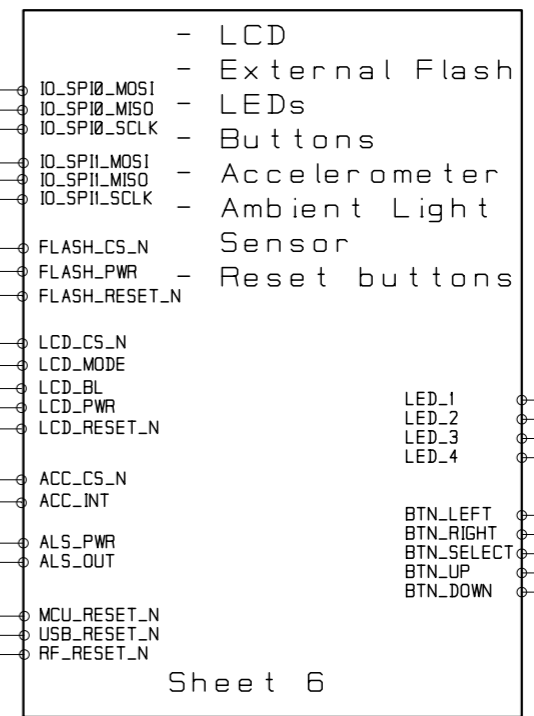 - LCD
- External Flash
- LEDs
- Buttons
- Accelerometer
- Ambient Light
Sensor
- Reset buttons
IO_SPI0_MOSI
IO_SPI0_MISO
IO_SPI0_SCLK
IO_SPI1_MOSI
IO_SPI1_MISO
IO_SPI1_SCLK
FLASH_CS_N
FLASH_PWR
FLASH_RESET_N
LCD_CS_N
LCD_MODE
LCD_BL
LCD_PWR
LCD_RESET_N
ACC_CS_N
ACC_INT
ALS_PWR
ALS_OUT
MCU_RESET_N
USB_RESET_N
RF_RESET_N
LED_1
LED_2
LED_3
LED_4
BTN_LEFT
BTN_RIGHT
BTN_SELECT
BTN_UP
BTN_DOWN
Sheet 6